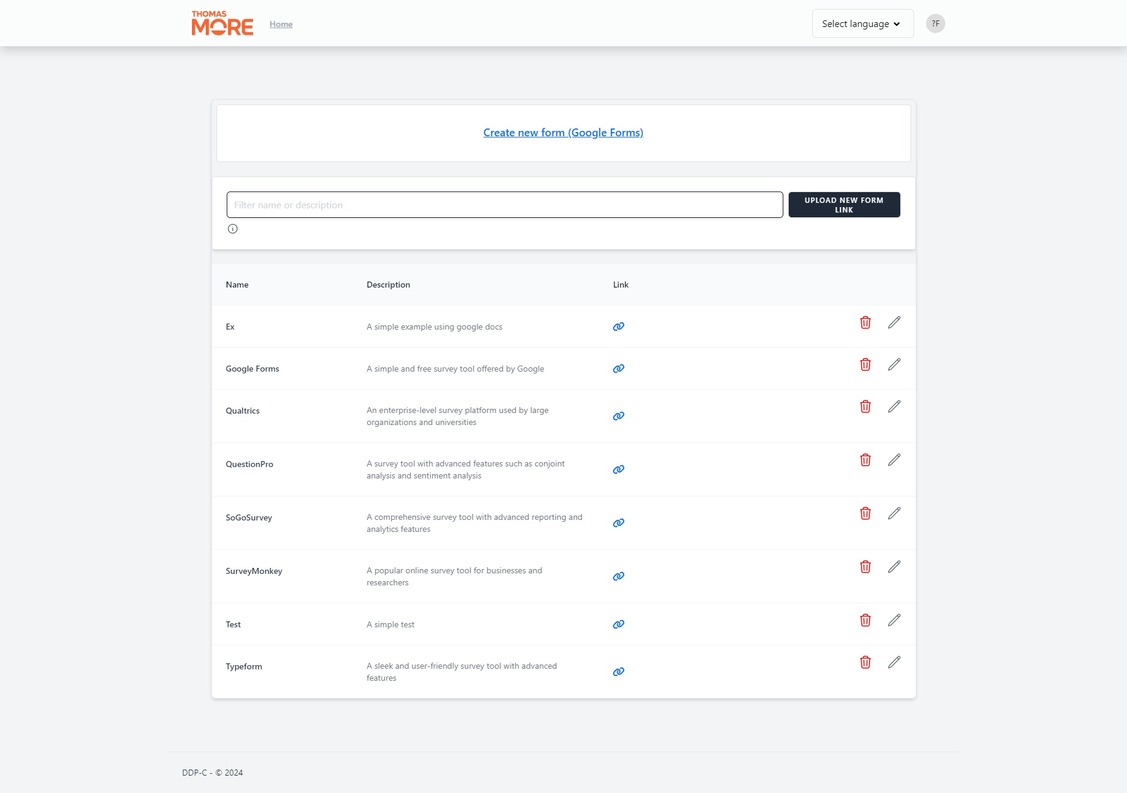 THOMAS
MORE
Home
Select language
?F
Create new form (Google Forms)
Filter name or description
UPLOAD NEW FORM
LINK
Name Description Link
Ex A simple example using google docs
Google Forms A simple and free survey tool offered by Google
Qualtrics An enterprise-level survey platform used by large
organizations and universities
QuestionPro A survey tool with advanced features such as conjoint
analysis and sentiment analysis
SoGoSurvey A comprehensive survey tool with advanced reporting and
analytics features
SurveyMonkey A popular online survey tool for businesses and
researchers
Test A simple test
Typeform A sleek and user-friendly survey tool with advanced
features
DDP-C - © 2024